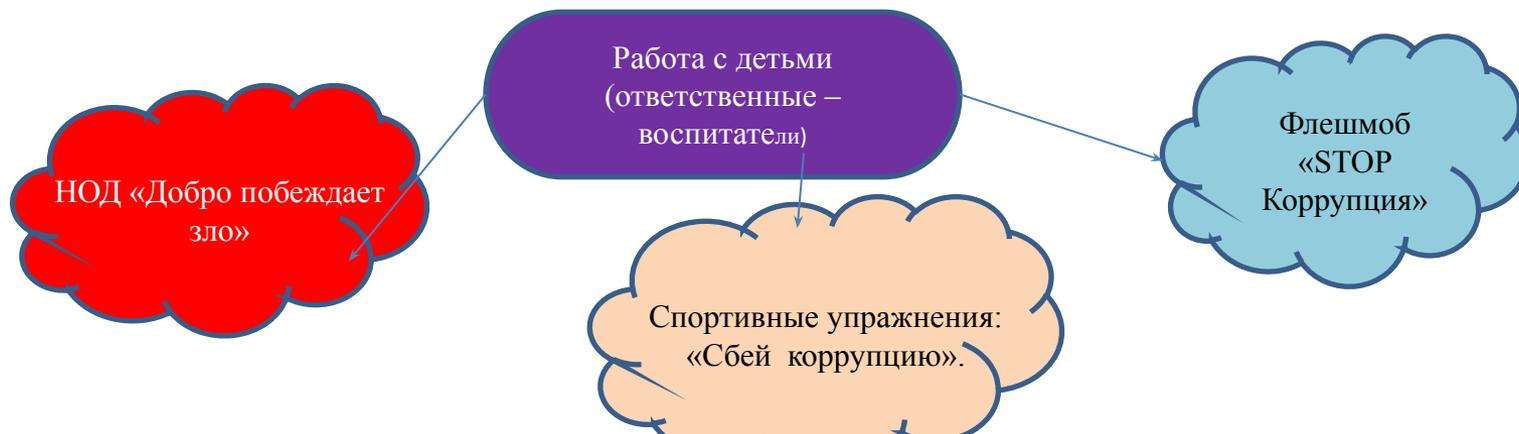 Работа с детьми
(ответственные –
воспитатели)
НОД «Добро побеждает
зло»
Флешмоб
«STOP
Коррупция»
Спортивные упражнения:
«Сбей  коррупцию».